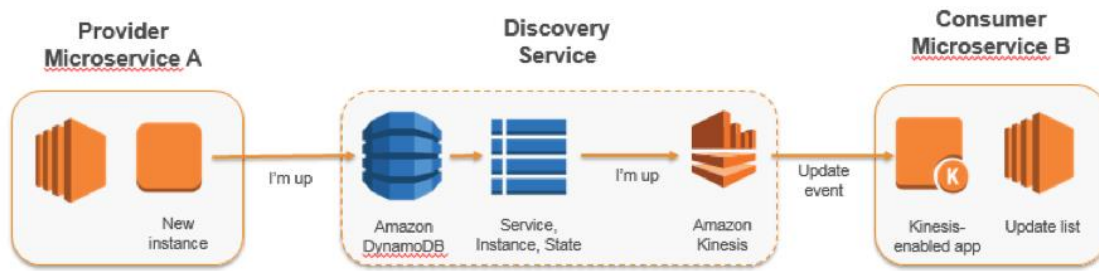 Provider
Microservice A
Discovery
Service
Consumer
Microservice B
New
instance
I'm up
Amazon
DynamoDB
Service,
Instance, State
I'm up
Amazon
Kinesis
Update
event
K
Kinesis-
enabled app
Update list